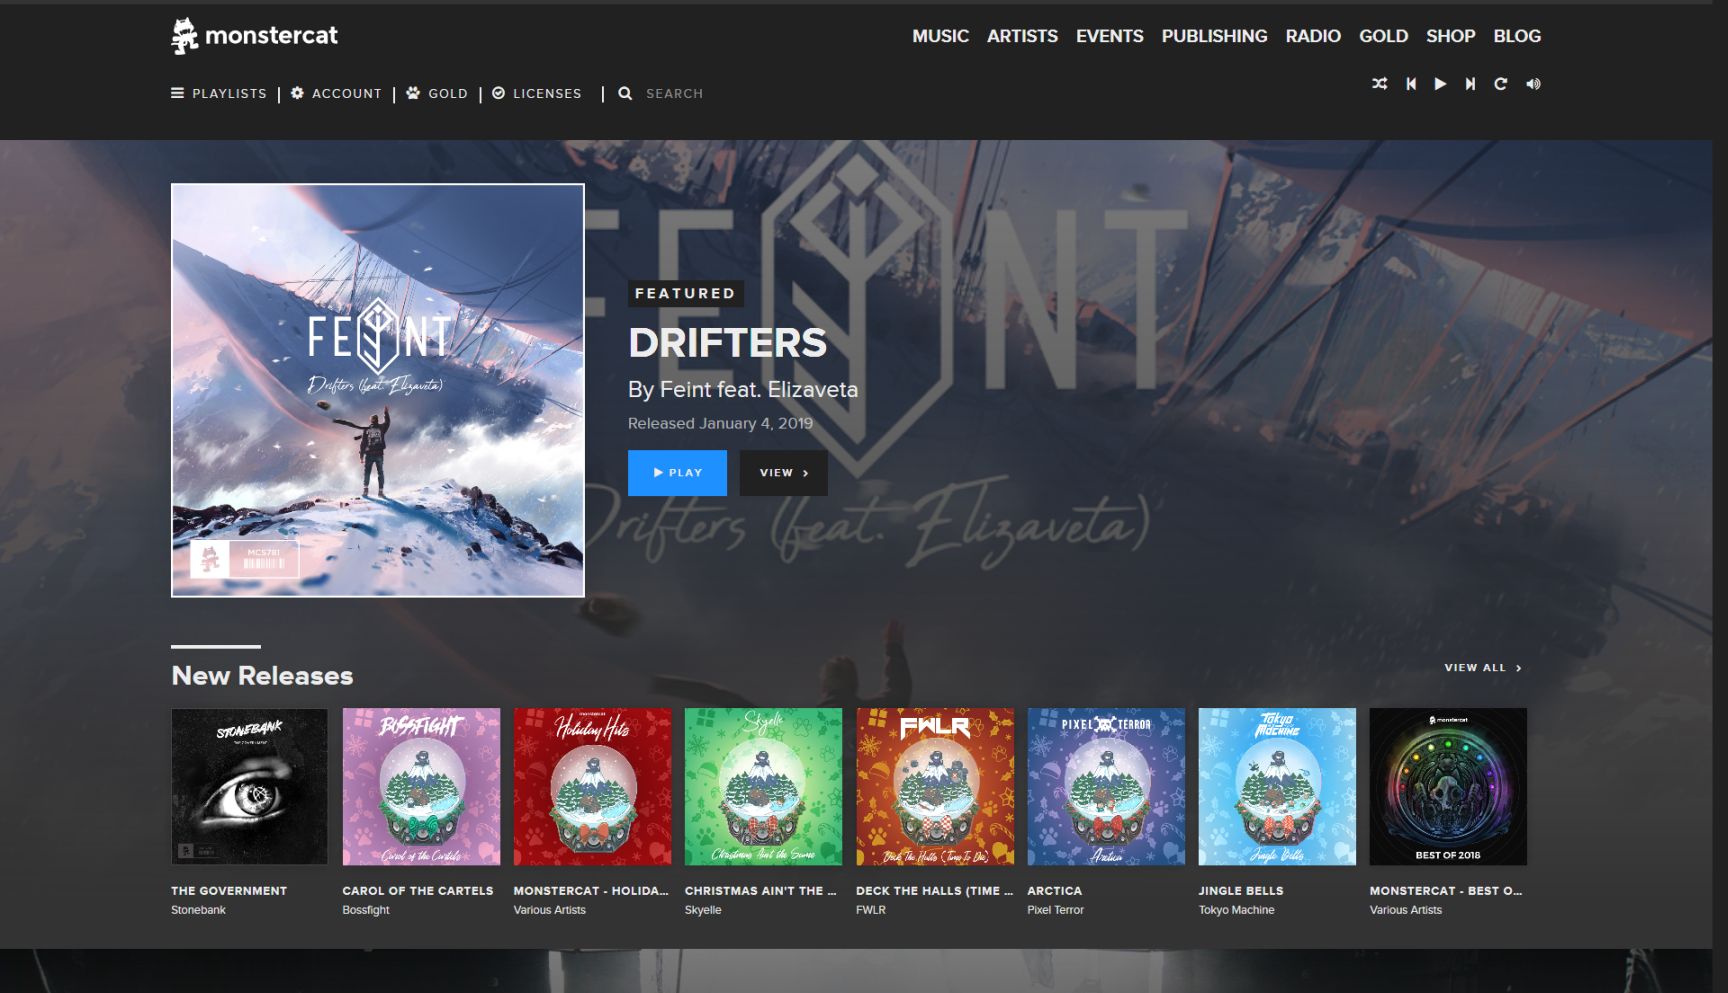 monstercat
MUSIC ARTISTS EVENTS PUBLISHING RADIO GOLD SHOP BLOG
PLAYLISTS | ACCOUNT | GOLD | LICENSES | SEARCH
FEINT
Drifters (feat. Elizaveta)
MCS781
FEINT
Drifters (feat. Elizaveta)
FEATURED
DRIFTERS
By Feint feat. Elizaveta
Released January 4, 2019
PLAY
VIEW >
New Releases
VIEW ALL >
STONEBANK
BOSSFIGHT
Carol of the Cartels
monstercat
Holiday Hits
Skyelle
Christmas Ain't the Same
FWLR
Deck The Halls (Time To Die)
PIXEL TERROR
Arctica
Tokyo Machine
Jingle Bells
monstercat
BEST OF 2018
THE GOVERNMENT
Stonebank
CAROL OF THE CARTELS
Bossfight
MONSTERCAT - HOLIDA...
Various Artists
CHRISTMAS AIN'T THE ...
Skyelle
DECK THE HALLS (TIME ...
FWLR
ARCTICA
Pixel Terror
JINGLE BELLS
Tokyo Machine
MONSTERCAT - BEST O...
Various Artists